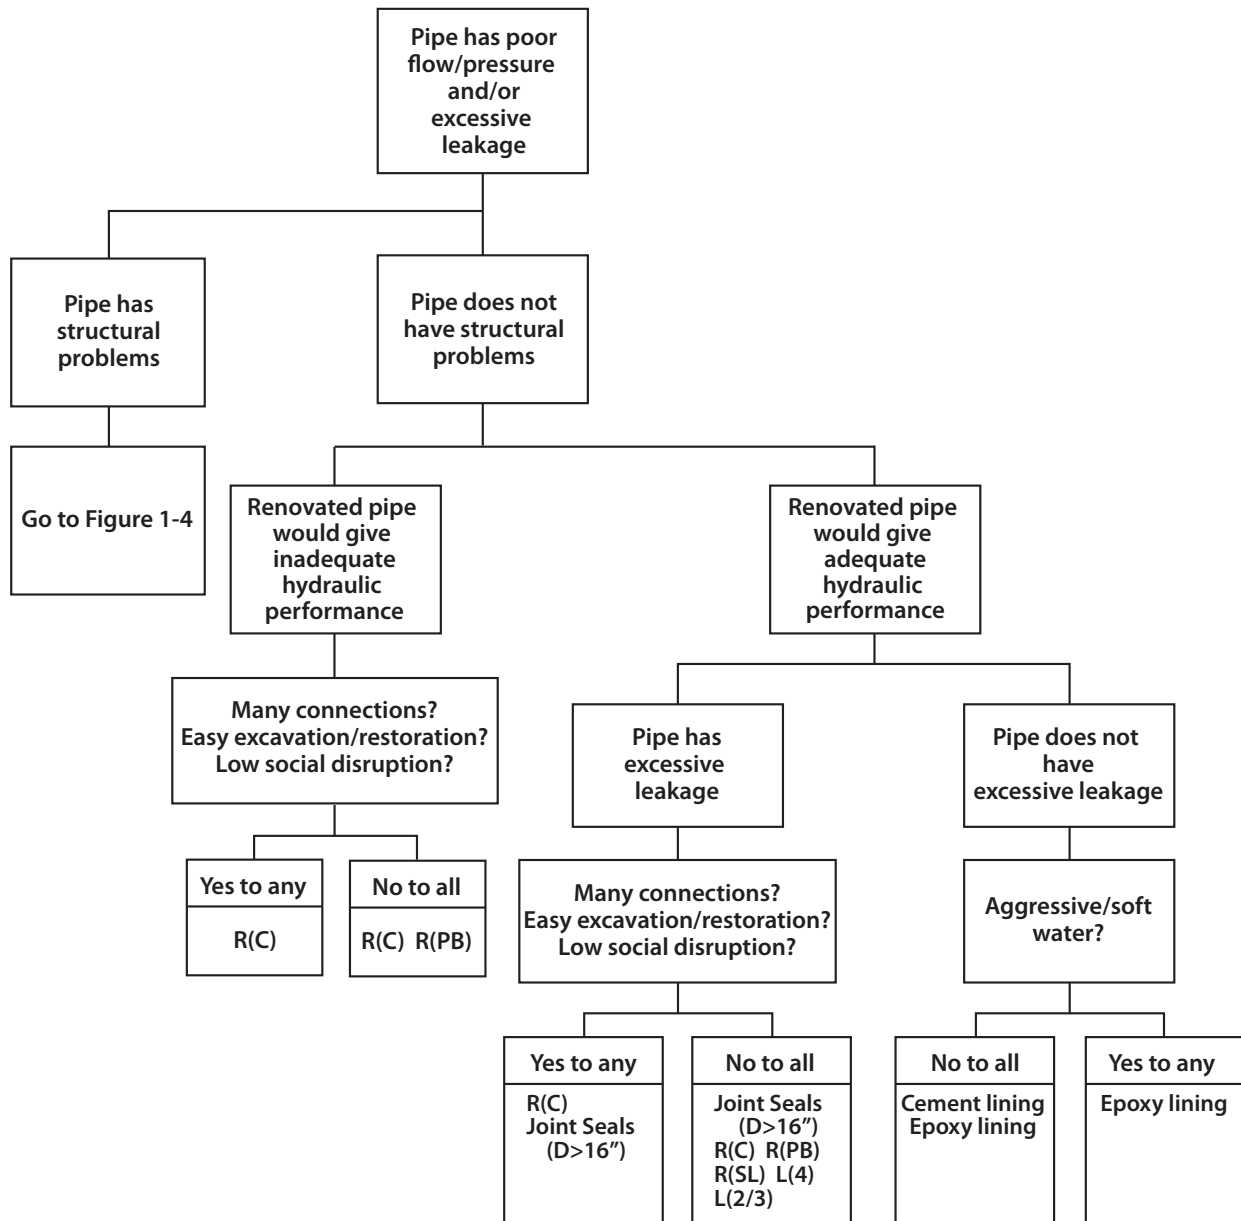 Pipe has poor
flow/pressure
and/or
excessive
leakage
Pipe has
structural
problems
Pipe does not
have structural
problems
Go to Figure 1-4
Renovated pipe
would give
inadequate
hydraulic
performance
Renovated pipe
would give
adequate
hydraulic
performance
Many connections?
Easy excavation/restoration?
Low social disruption?
Pipe has
excessive
leakage
Pipe does not
have
excessive leakage
Yes to any
R(C)
No to all
R(C) R(PB)
Many connections?
Easy excavation/restoration?
Low social disruption?
Aggressive/soft
water?
Yes to any
R(C)
Joint Seals
(D>16”)
No to all
Joint Seals
(D>16”)
R(C) R(PB)
R(SL) L(4)
L(2/3)
No to all
Cement lining
Epoxy lining
Yes to any
Epoxy lining